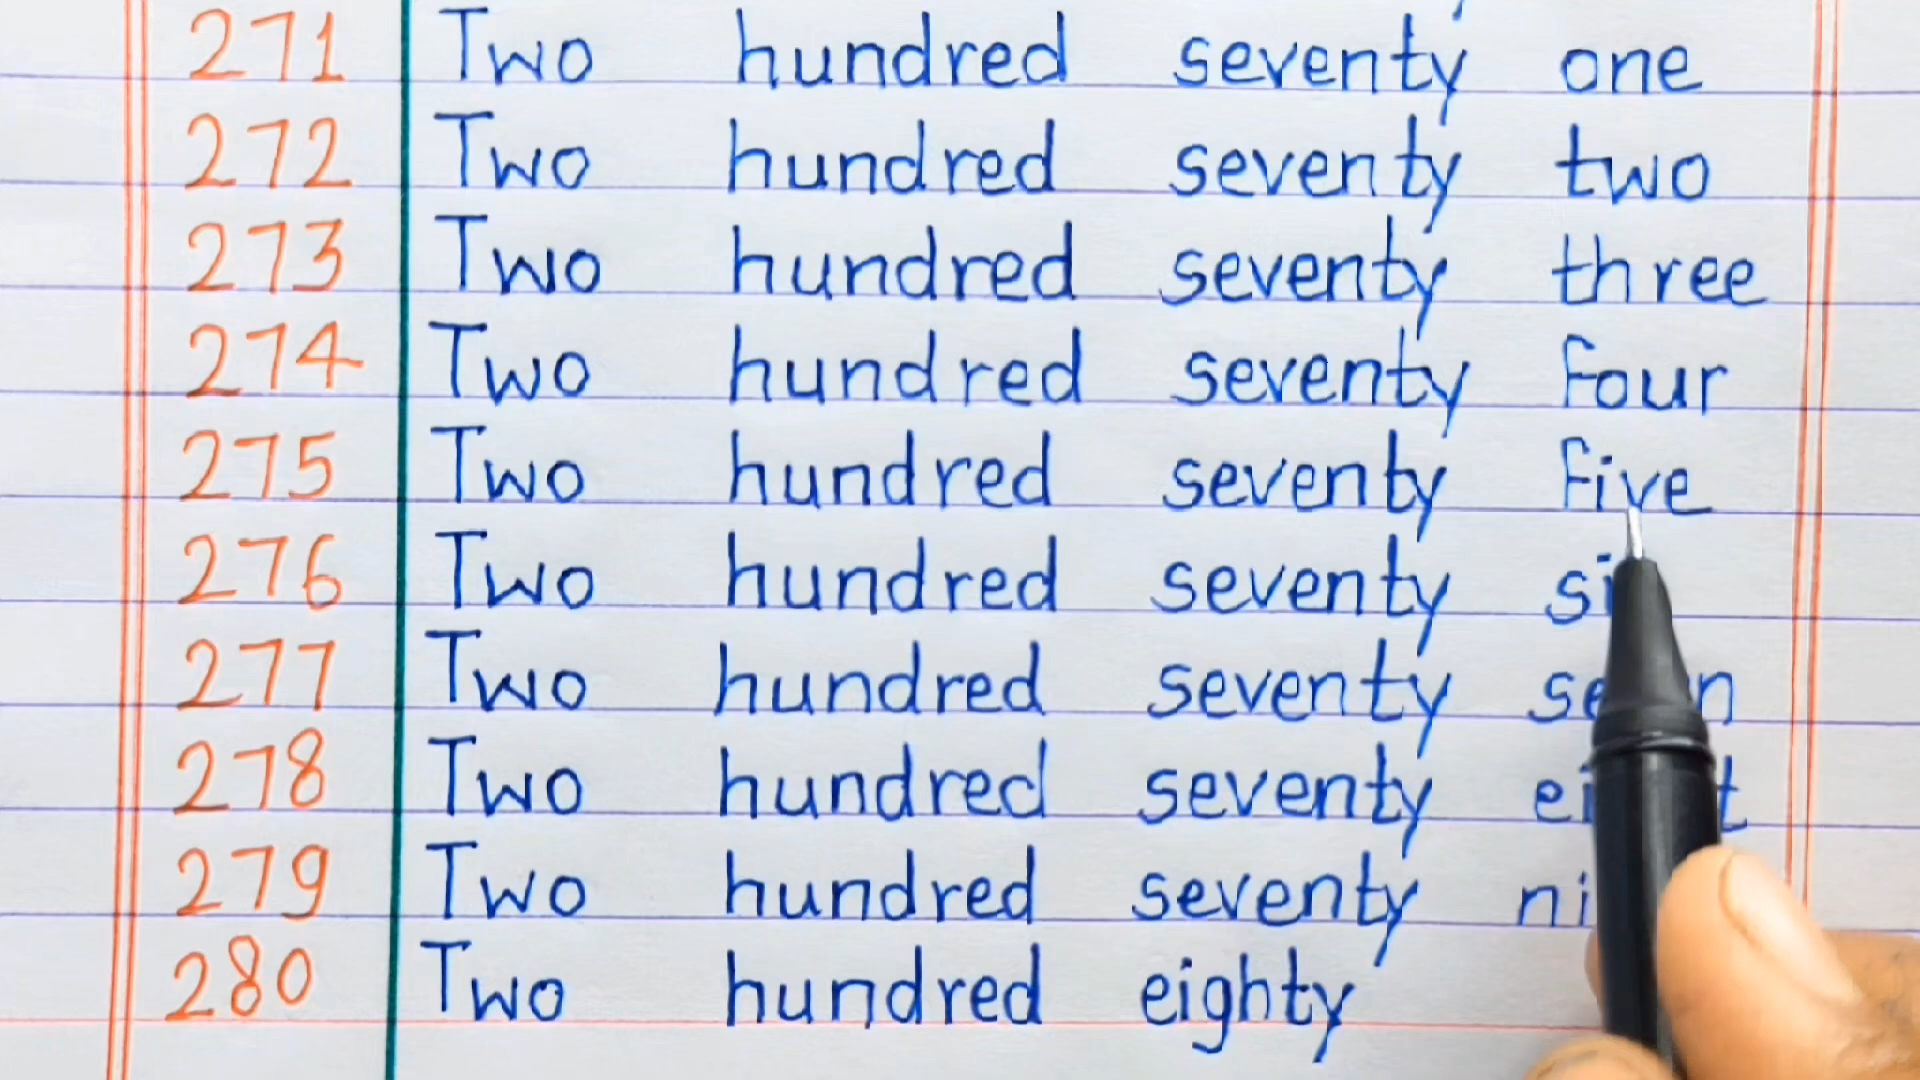 271 Two hundred seventy one
272 Two hundred seventy two
273 Two hundred seventy three
274 Two hundred seventy four
275 Two hundred seventy five
276 Two hundred seventy
277 Two hundred seventy
278 Two hundred seventy
279 Two hundred seventy
280 Two hundred eighty